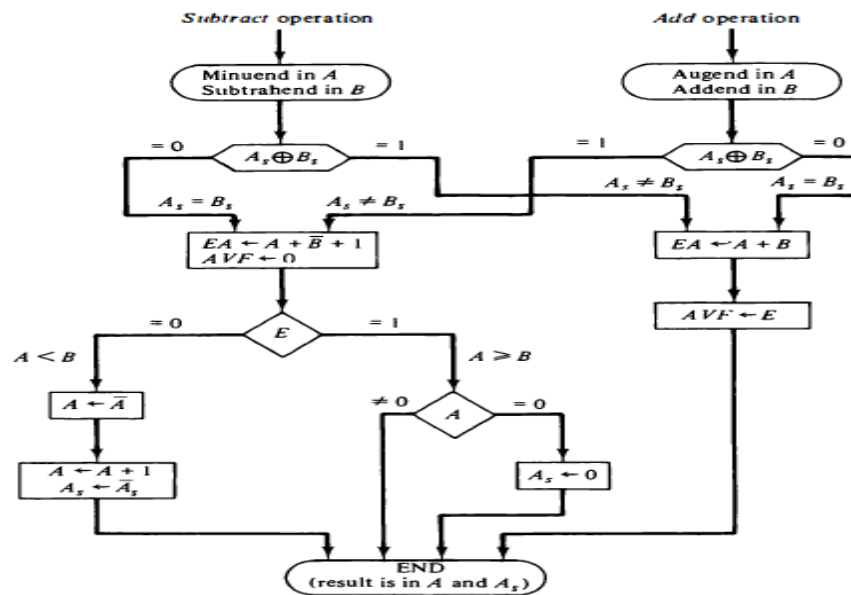 Subtract operation
Add operation
Minuend in A
Subtrahend in B
Augend in A
Addend in B
= 0
A_s ⊕ B_s
= 1
= 1
A_s ⊕ B_s
= 0
A_s = B_s
A_s ≠ B_s
A_s ≠ B_s
A_s = B_s
EA ← A + B̅ + 1
AVF ← 0
EA ← A + B
= 0
E
= 1
AVF ← E
A < B
A ≥ B
A ← A̅
≠ 0
A
= 0
A ← A + 1
A_s ← A̅_s
A_s ← 0
END
(result is in A and A_s)